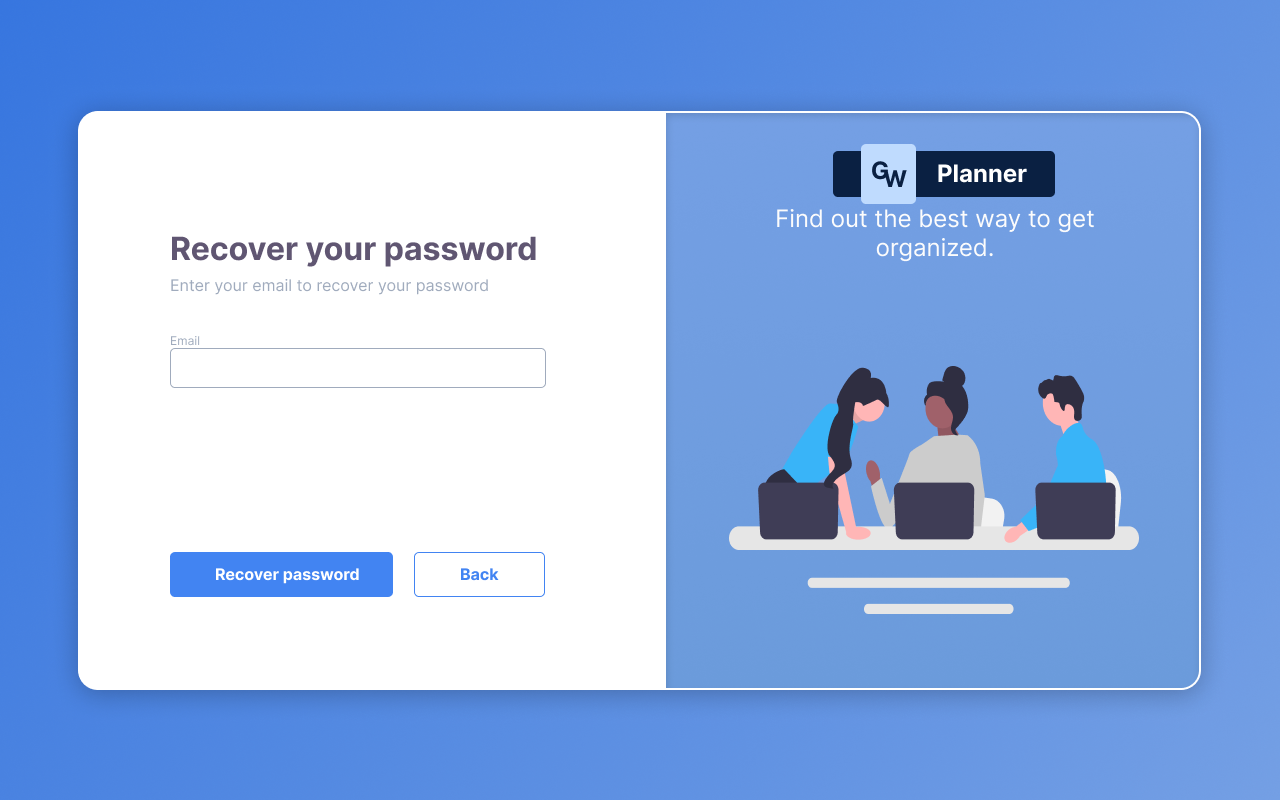 Recover your password
Enter your email to recover your password
Email
Recover password
Back
GW Planner
Find out the best way to get
organized.